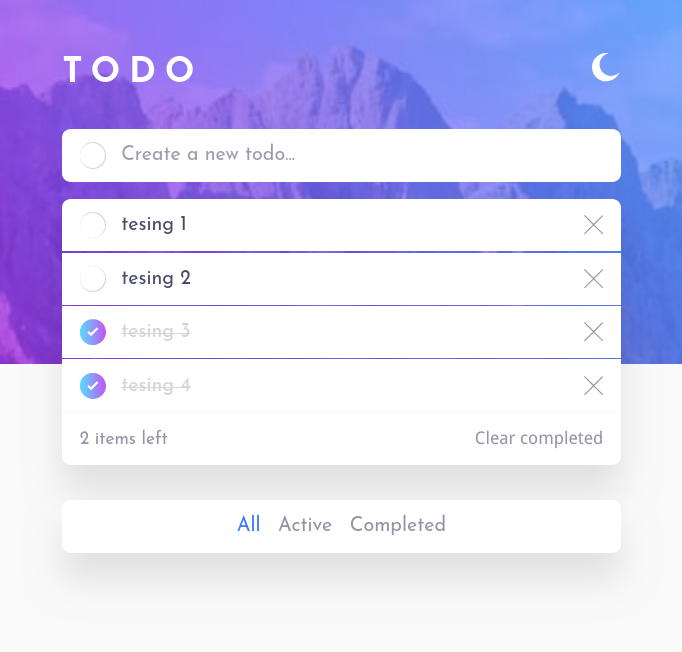 TODO
Create a new todo...
tesing 1
tesing 2
tesing 3
tesing 4
2 items left
Clear completed
All Active Completed